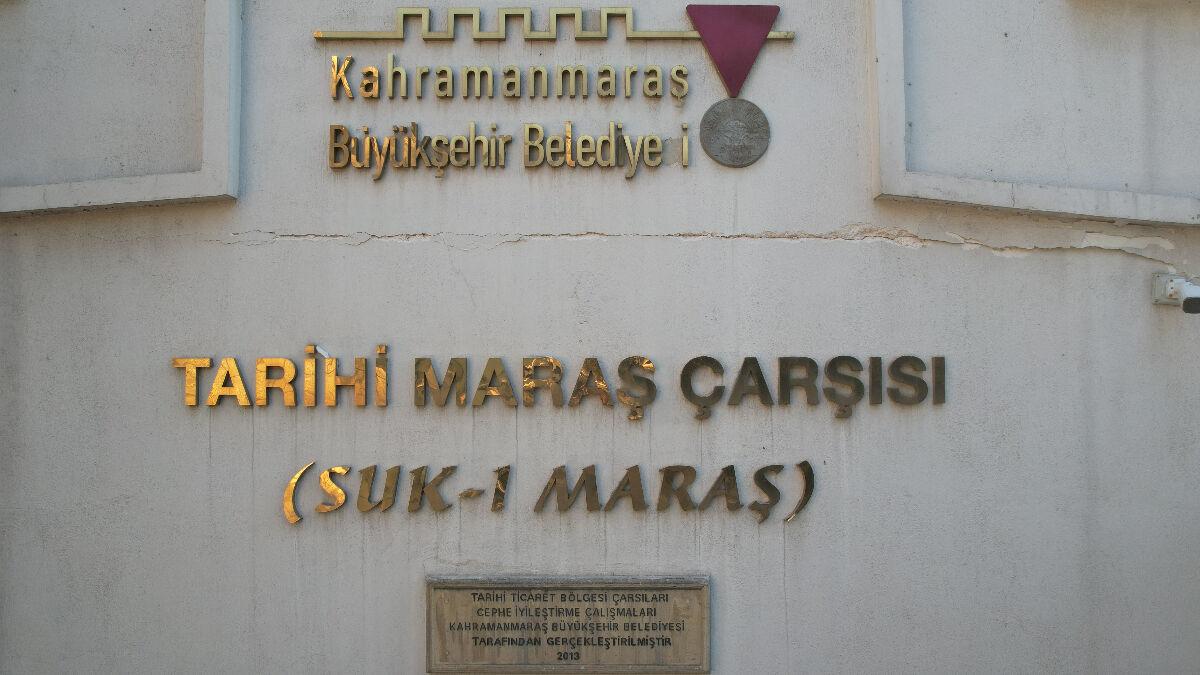 Kahramanmaraş
Büyükşehir Belediyesi
TARİHİ MARAŞ ÇARŞISI
(SUK-I MARAŞ)
TARİHİ TİCARET BÖLGESİ ÇARSILARI
CEPHE İYİLEŞTİRME ÇALIŞMALARI
KAHRAMANMARAŞ BÜYÜKŞEHİR BELEDİYESİ
TARAFINDAN GERÇEKLEŞTİRİLMİŞTİR
2013